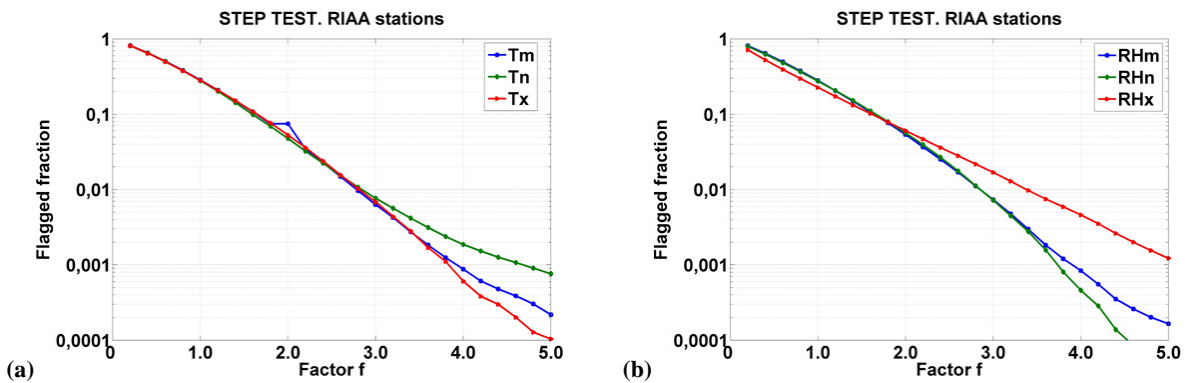 STEP TEST. RIAA stations
1
0,1
0,01
0,001
0,0001
Flagged fraction
Tm
Tn
Tx
0 1.0 2.0 3.0 4.0 5.0
Factor f
(a)
STEP TEST. RIAA stations
1
0,1
0,01
0,001
0,0001
Flagged fraction
RHm
RHn
RHx
0 1.0 2.0 3.0 4.0 5.0
Factor f
(b)